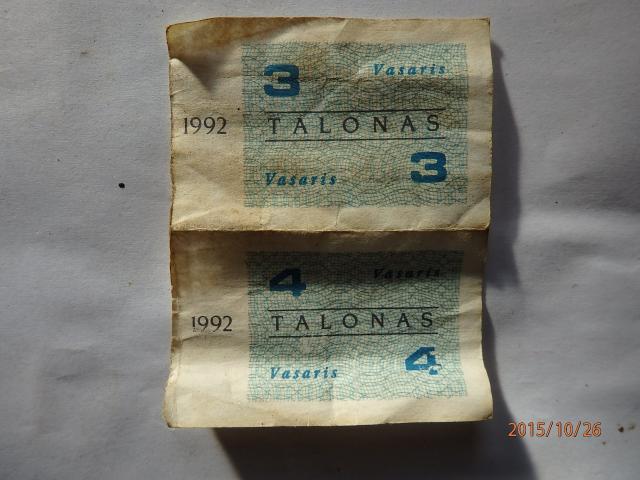 3 Vasaris
1992 TALONAS
Vasaris 3
4 Vasaris
1992 TALONAS
Vasaris 4
2015/10/26